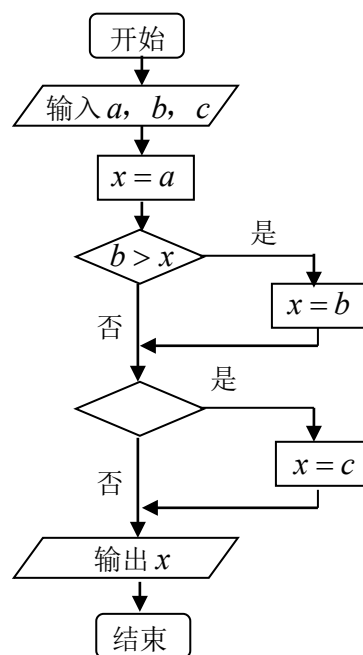 开始
输入 a，b，c
x = a
b > x
是
x = b
否
是
x = c
否
输出 x
结束